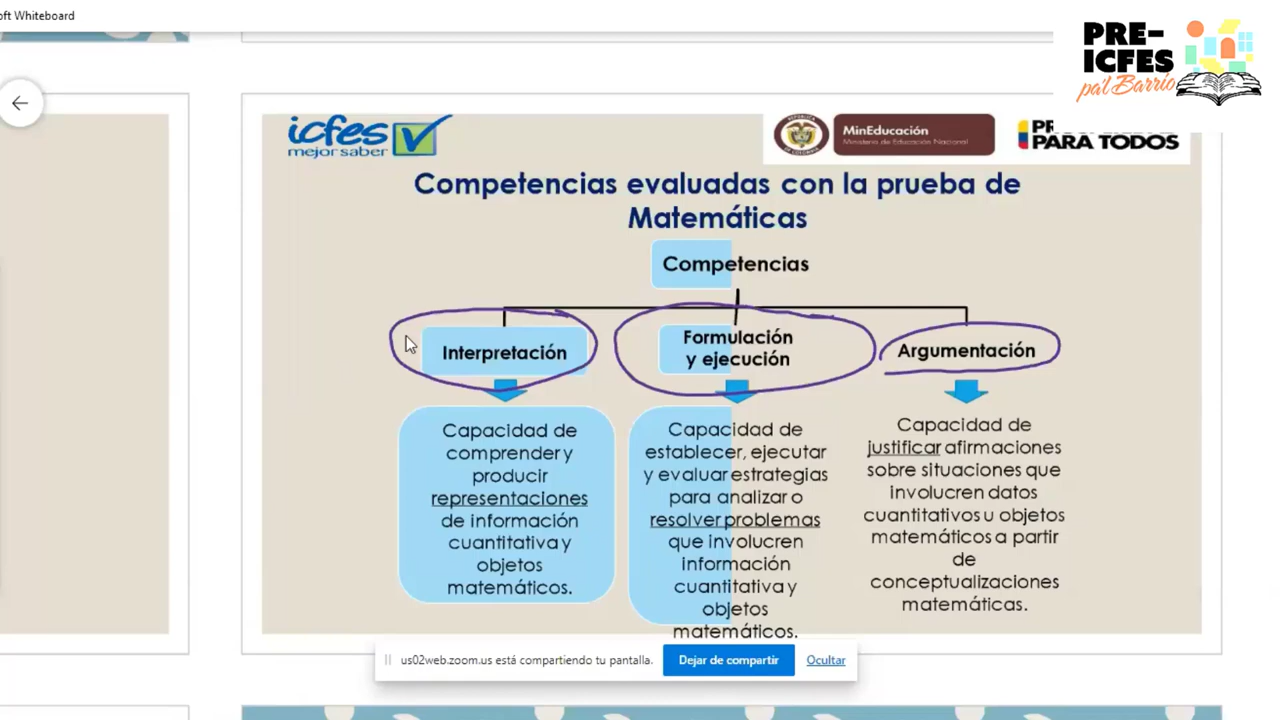 oft Whiteboard
PRE-
ICFES
pa'l Barrio
icfes
mejor saber
MinEducación
Ministerio de Educación Nacional
PARA TODOS
Competencias evaluadas con la prueba de
Matemáticas
Competencias
Interpretación
Formulación
y ejecución
Argumentación
Capacidad de
comprender y
producir
representaciones
de información
cuantitativa y
objetos
matemáticos.
Capacidad de
establecer, ejecutar
y evaluar estrategias
para analizar o
resolver problemas
que involucren
información
cuantitativa y
objetos
matemáticos.
Capacidad de
justificar afirmaciones
sobre situaciones que
involucren datos
cuantitativos u objetos
matemáticos a partir
de
conceptualizaciones
matemáticas.
us02web.zoom.us está compartiendo tu pantalla.
Dejar de compartir
Ocultar